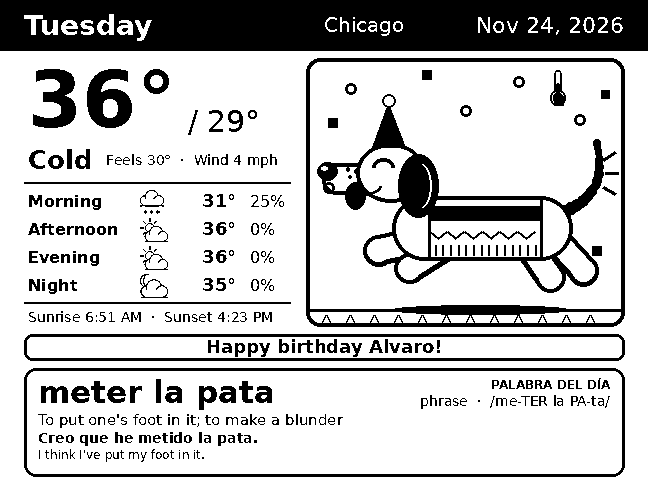 Tuesday Chicago Nov 24, 2026
36° / 29°
Cold Feels 30° · Wind 4 mph
Morning 31° 25%
Afternoon 36° 0%
Evening 36° 0%
Night 35° 0%
Sunrise 6:51 AM · Sunset 4:23 PM
Happy birthday Alvaro!
meter la pata
PALABRA DEL DÍA
phrase · /me-TER la PA-ta/
To put one's foot in it; to make a blunder
Creo que he metido la pata.
I think I've put my foot in it.